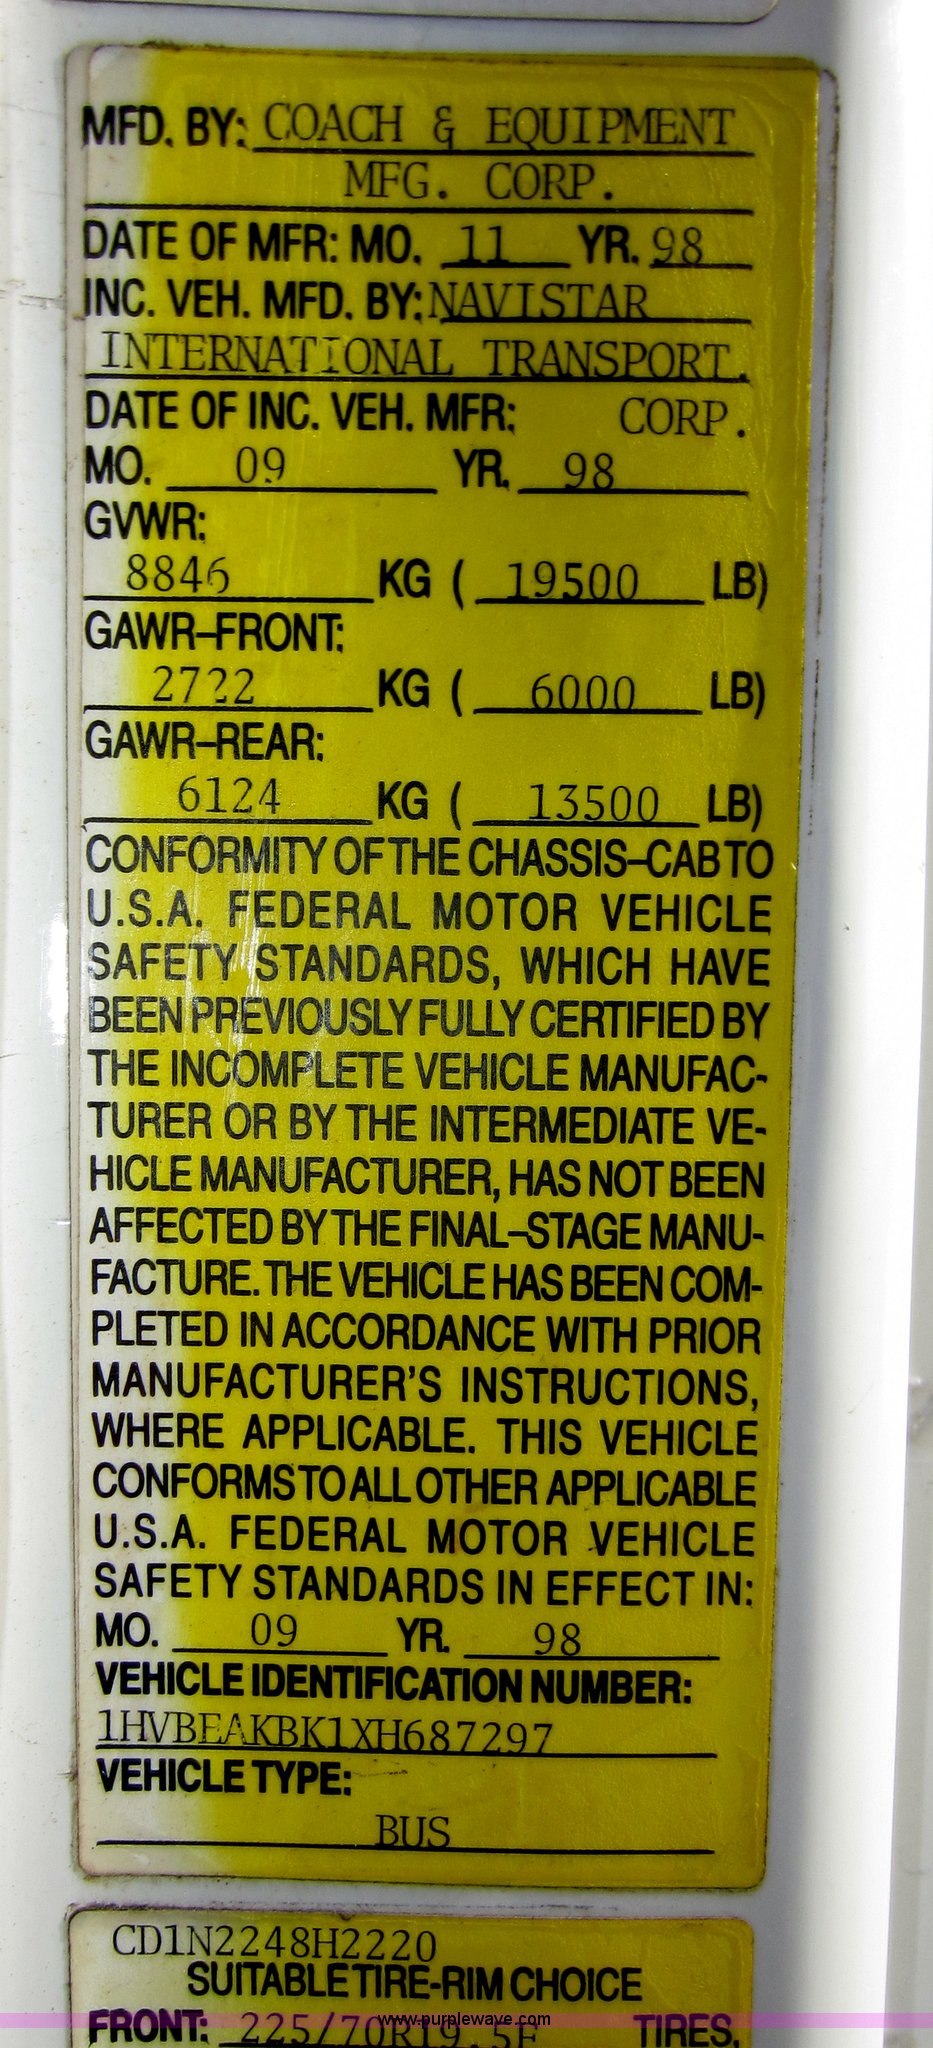 MFD. BY: COACH & EQUIPMENT
MFG. CORP.
DATE OF MFR: MO. 11 YR. 98
INC. VEH. MFD. BY: NAVISTAR
INTERNATIONAL TRANSPORT.
DATE OF INC. VEH. MFR: CORP.
MO. 09 YR. 98
GVWR:
8846 KG ( 19500 LB)
GAWR-FRONT:
2722 KG ( 6000 LB)
GAWR-REAR:
6124 KG ( 13500 LB)
CONFORMITY OF THE CHASSIS-CAB TO
U.S.A. FEDERAL MOTOR VEHICLE
SAFETY STANDARDS, WHICH HAVE
BEEN PREVIOUSLY FULLY CERTIFIED BY
THE INCOMPLETE VEHICLE MANUFAC-
TURER OR BY THE INTERMEDIATE VE-
HICLE MANUFACTURER, HAS NOT BEEN
AFFECTED BY THE FINAL-STAGE MANU-
FACTURE. THE VEHICLE HAS BEEN COM-
PLETED IN ACCORDANCE WITH PRIOR
MANUFACTURER'S INSTRUCTIONS,
WHERE APPLICABLE. THIS VEHICLE
CONFORMS TO ALL OTHER APPLICABLE
U.S.A. FEDERAL MOTOR VEHICLE
SAFETY STANDARDS IN EFFECT IN:
MO. 09 YR. 98
VEHICLE IDENTIFICATION NUMBER:
1HVBEAKBK1XH687297
VEHICLE TYPE:
BUS
CD1N2248H2220
SUITABLE TIRE-RIM CHOICE
FRONT: 225/70R19.5F TIRES,
www.purplewave.com